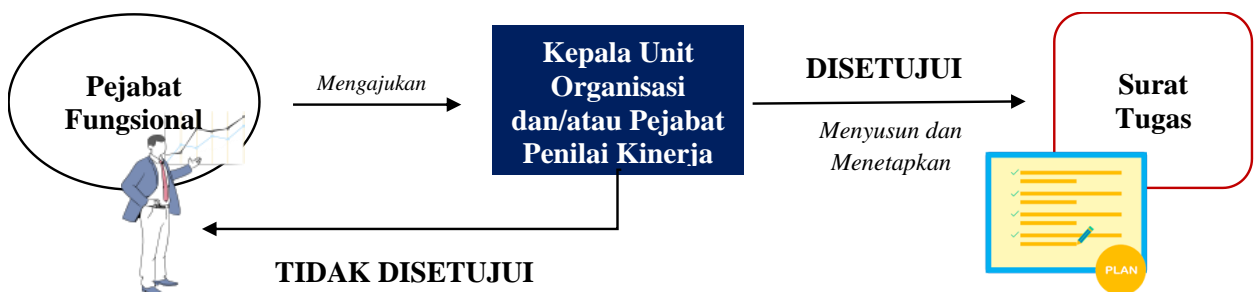 Pejabat
Fungsional
Mengajukan
Kepala Unit
Organisasi
dan/atau Pejabat
Penilai Kinerja
DISETUJUI
Menyusun dan
Menetapkan
Surat
Tugas
PLAN
TIDAK DISETUJUI